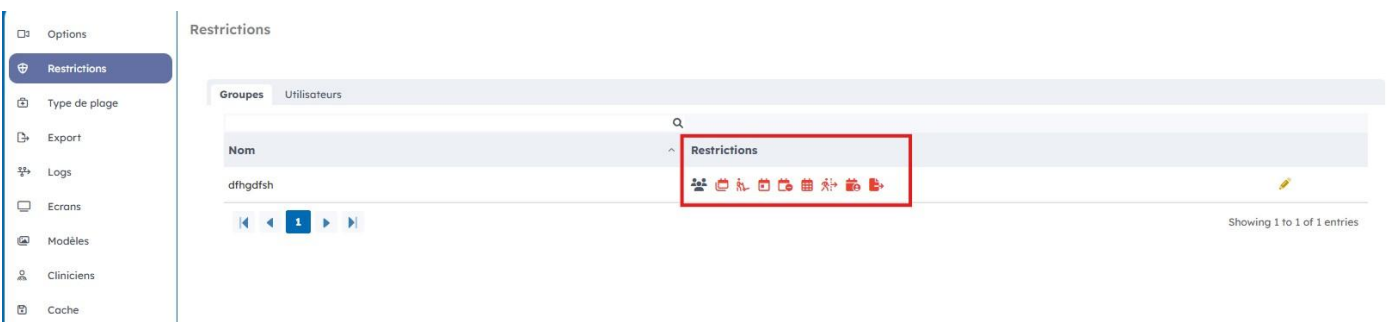 Restrictions
Options
Restrictions
Type de plage
Export
Logs
Ecrans
Modèles
Cliniciens
Cache
Groupes Utilisateurs
Nom Restrictions
dfhgdfsh
1
Showing 1 to 1 of 1 entries